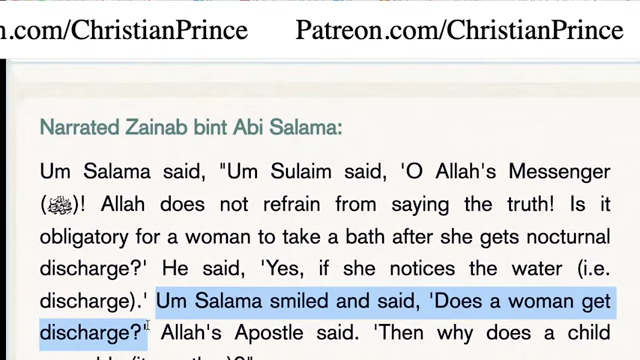 n.com/ChristianPrince Patreon.com/ChristianPrince
Narrated Zainab bint Abi Salama:
Um Salama said, "Um Sulaim said, 'O Allah's Messenger
(ﷺ)! Allah does not refrain from saying the truth! Is it
obligatory for a woman to take a bath after she gets nocturnal
discharge?' He said, 'Yes, if she notices the water (i.e.
discharge).' Um Salama smiled and said, 'Does a woman get
discharge?' Allah's Apostle said. 'Then why does a child